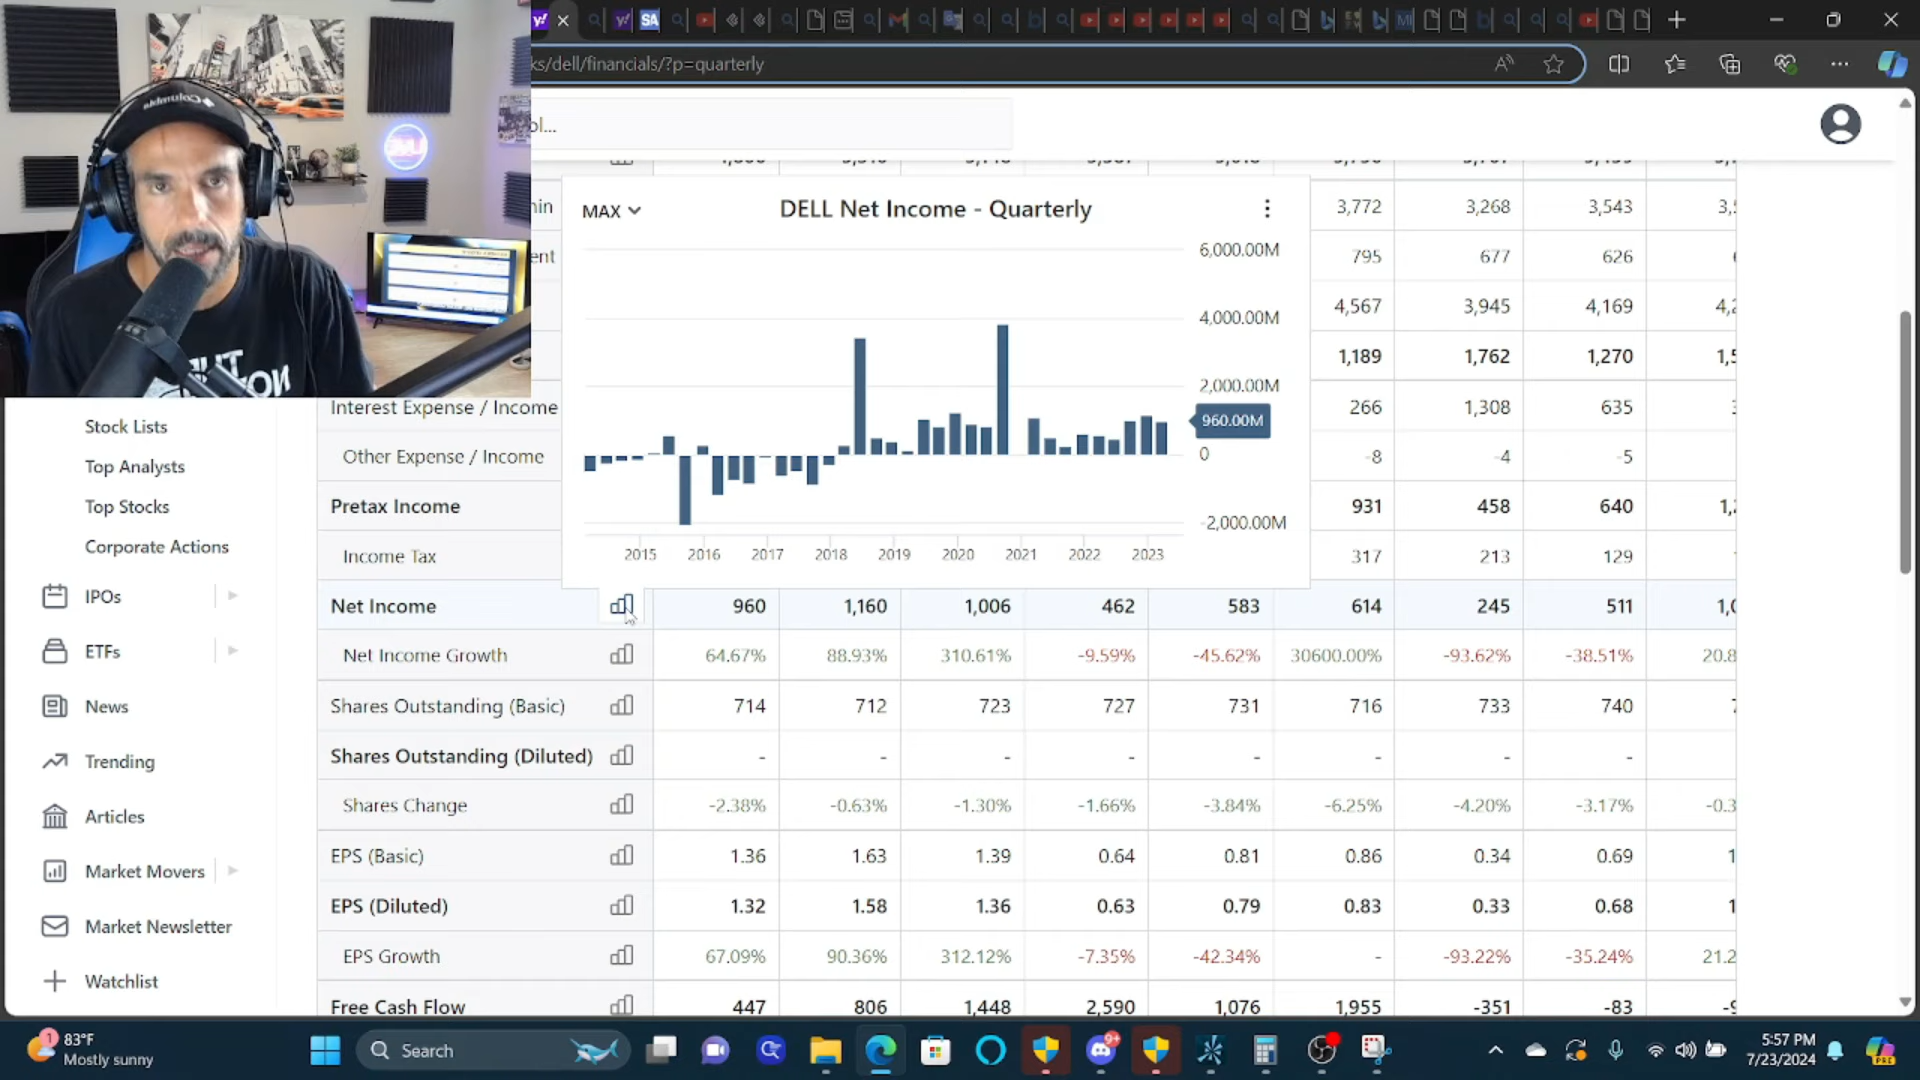 SA
ks/dell/financials/?p=quarterly
ol...
MAX
DELL Net Income - Quarterly
6,000.00M
4,000.00M
2,000.00M
960.00M
0
-2,000.00M
2015 2016 2017 2018 2019 2020 2021 2022 2023
min 3,772 3,268 3,543
ent 795 677 626
4,567 3,945 4,169
1,189 1,762 1,270
Interest Expense / Income 266 1,308 635
Other Expense / Income -8 -4 -5
Pretax Income 931 458 640
Income Tax 317 213 129
Net Income 960 1,160 1,006 462 583 614 245 511
Net Income Growth 64.67% 88.93% 310.61% -9.59% -45.62% 30600.00% -93.62% -38.51% 20.8
Shares Outstanding (Basic) 714 712 723 727 731 716 733 740
Shares Outstanding (Diluted) - - - - - - - -
Shares Change -2.38% -0.63% -1.30% -1.66% -3.84% -6.25% -4.20% -3.17% -0.3
EPS (Basic) 1.36 1.63 1.39 0.64 0.81 0.86 0.34 0.69 1
EPS (Diluted) 1.32 1.58 1.36 0.63 0.79 0.83 0.33 0.68 1
EPS Growth 67.09% 90.36% 312.12% -7.35% -42.34% - -93.22% -35.24% 21.2
Free Cash Flow 447 806 1,448 2,590 1,076 1,955 -351 -83
Stock Lists
Top Analysts
Top Stocks
Corporate Actions
IPOs
ETFs
News
Trending
Articles
Market Movers
Market Newsletter
Watchlist
83°F
Mostly sunny
Search
5:57 PM
7/23/2024